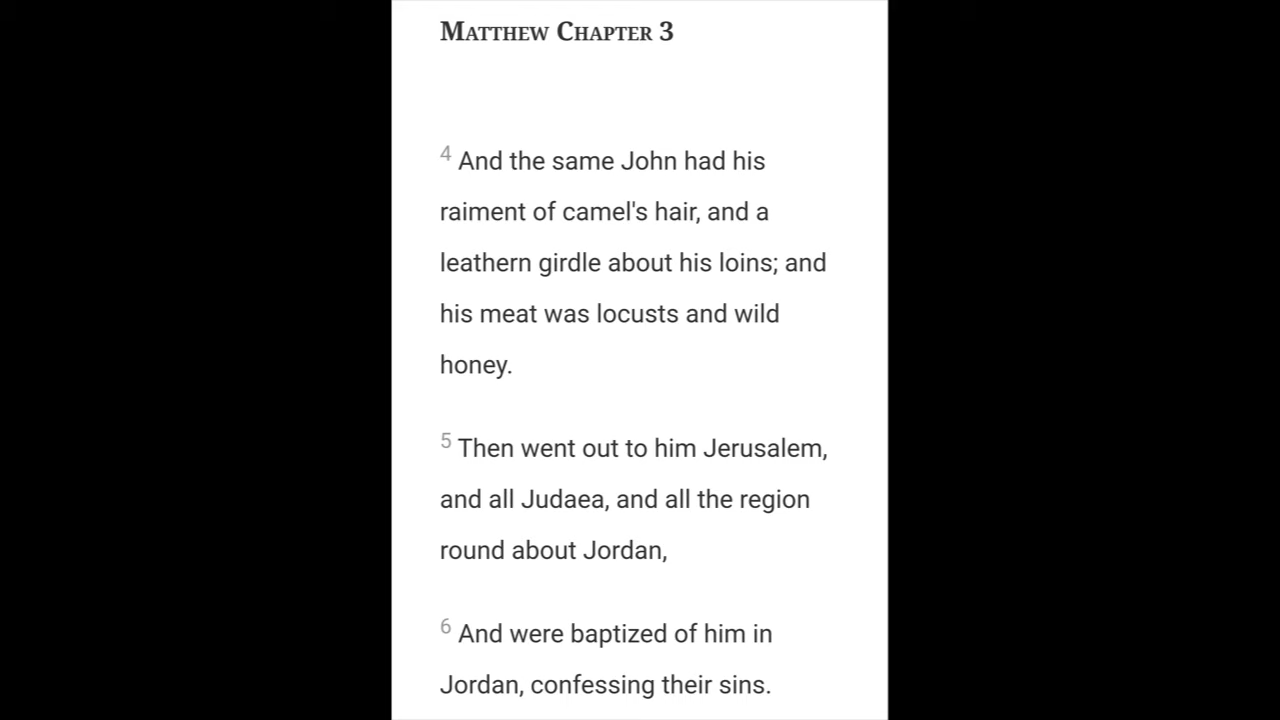 Matthew Chapter 3
4 And the same John had his
raiment of camel's hair, and a
leathern girdle about his loins; and
his meat was locusts and wild
honey.
5 Then went out to him Jerusalem,
and all Judaea, and all the region
round about Jordan,
6 And were baptized of him in
Jordan, confessing their sins.